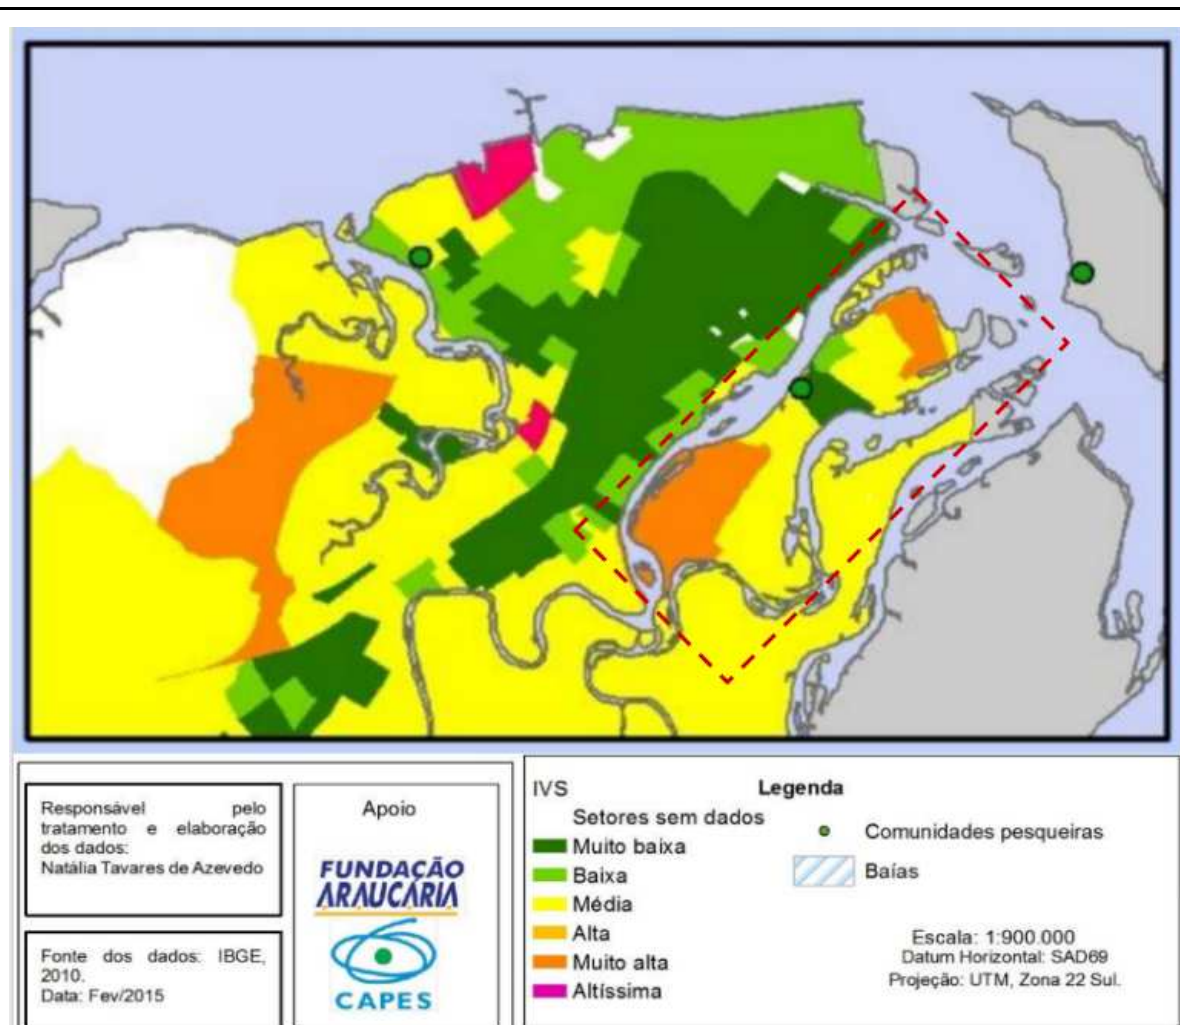 Responsável pelo
tratamento e elaboração
dos dados:
Natália Tavares de Azevedo
Fonte dos dados: IBGE,
2010.
Data: Fev/2015
Apoio
FUNDAÇÃO
ARAUCÁRIA
CAPES
IVS
Legenda
Setores sem dados
Muito baixa
Baixa
Média
Alta
Muito alta
Altíssima
Comunidades pesqueiras
Baías
Escala: 1:900.000
Datum Horizontal: SAD69
Projeção: UTM, Zona 22 Sul.